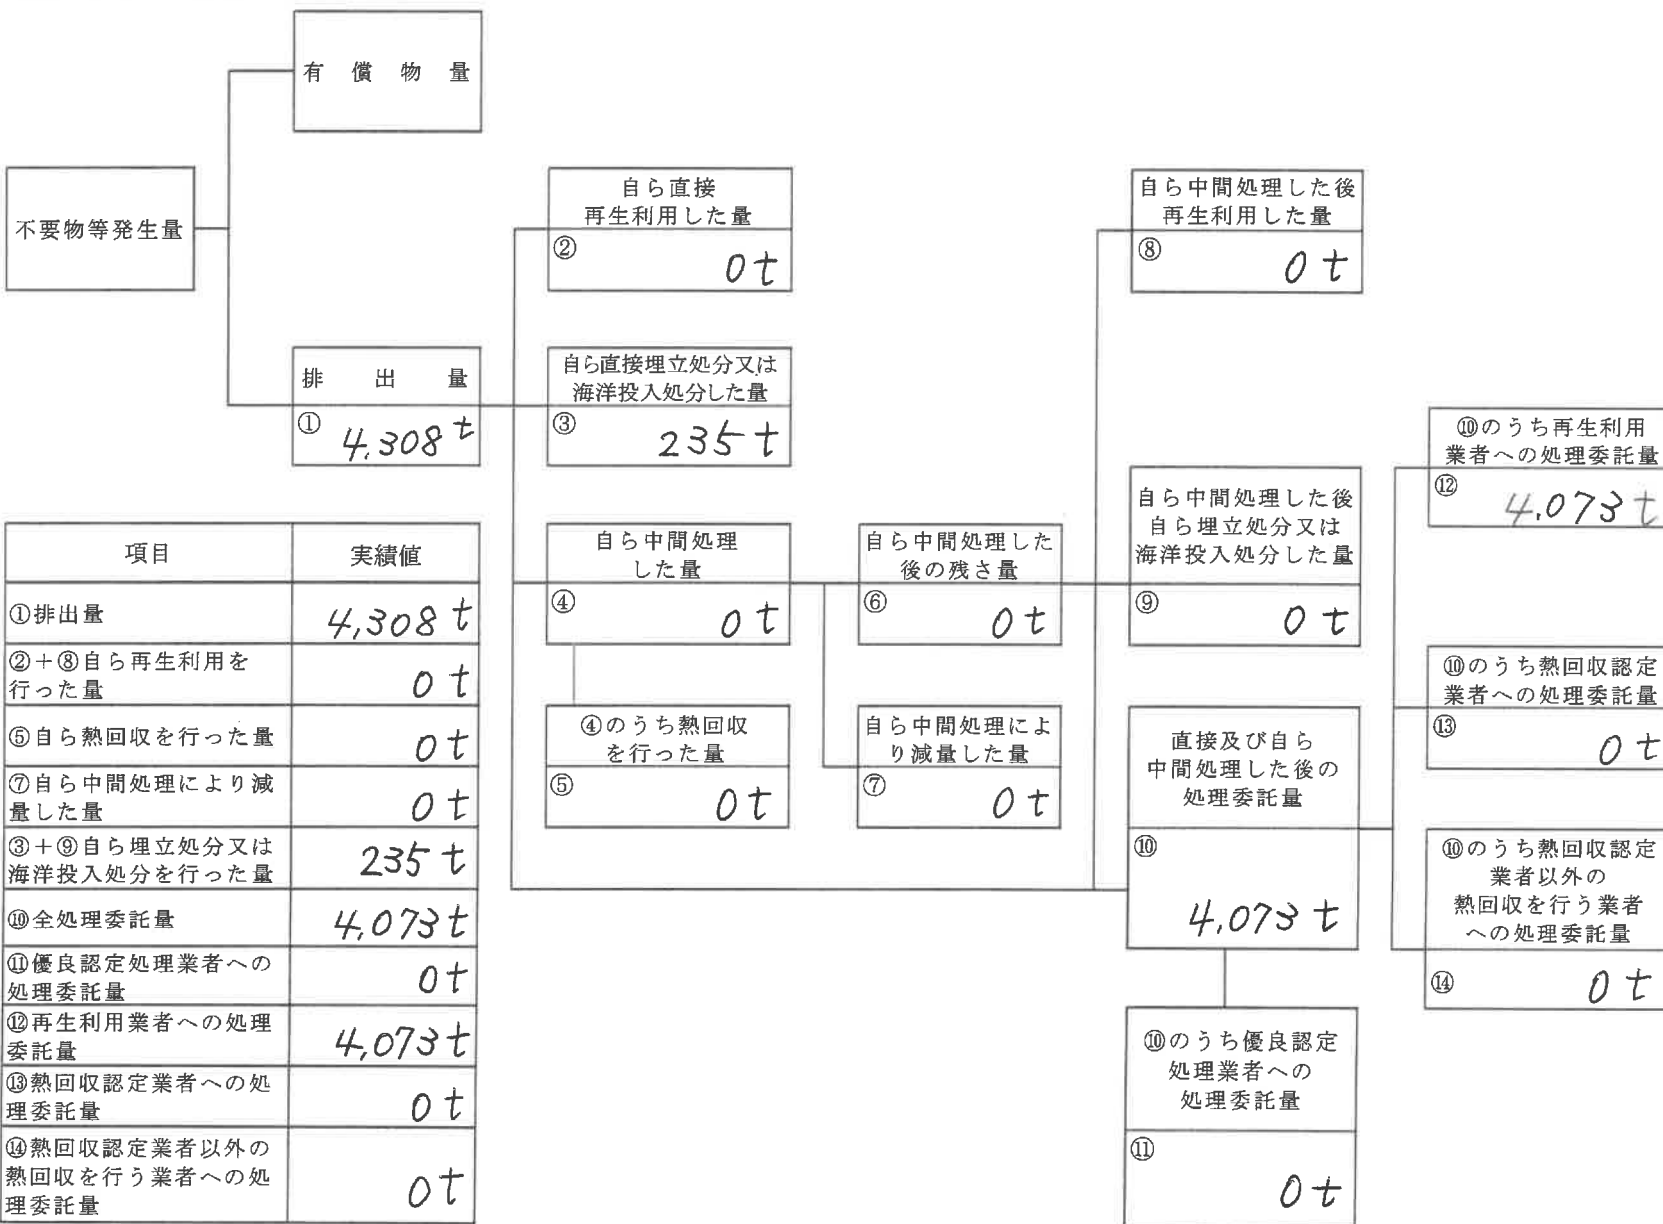 有償物量
不要物等発生量
自ら直接
再生利用した量
②
0t
自ら中間処理した後
再生利用した量
⑧
0t
排出量
①
4,308t
自ら直接埋立処分又は
海洋投入処分した量
③
235t
⑩のうち再生利用
業者への処理委託量
⑫
4,073t
自ら中間処理
した量
④
0t
自ら中間処理した
後の残さ量
⑥
0t
自ら中間処理した後
自ら埋立処分又は
海洋投入処分した量
⑨
0t
⑩のうち熱回収認定
業者への処理委託量
⑬
0t
④のうち熱回収
を行った量
⑤
0t
自ら中間処理によ
り減量した量
⑦
0t
直接及び自ら
中間処理した後の
処理委託量
⑩
4,073t
⑩のうち熱回収認定
業者以外の
熱回収を行う業者
への処理委託量
⑭
0t
⑩のうち優良認定
処理業者への
処理委託量
⑪
0t
項目 実績値
①排出量 4,308t
②+⑧自ら再生利用を
行った量 0t
⑤自ら熱回収を行った量 0t
⑦自ら中間処理により減
量した量 0t
③+⑨自ら埋立処分又は
海洋投入処分を行った量 235t
⑩全処理委託量 4,073t
⑪優良認定処理業者への
処理委託量 0t
⑫再生利用業者への処理
委託量 4,073t
⑬熱回収認定業者への処
理委託量 0t
⑭熱回収認定業者以外の
熱回収を行う業者への処
理委託量 0t